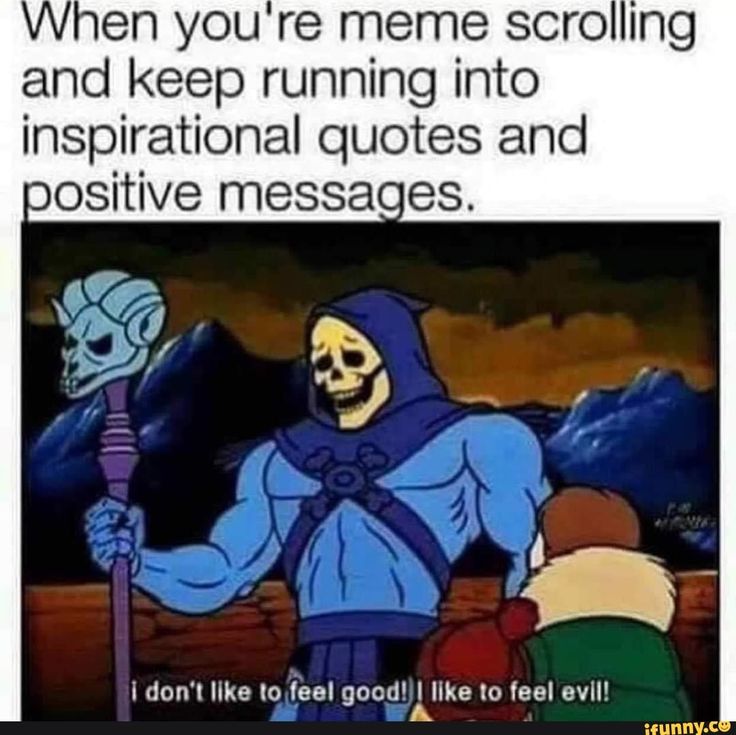 When you're meme scrolling
and keep running into
inspirational quotes and
positive messages.
i don't like to feel good! I like to feel evil!
ifunny.co